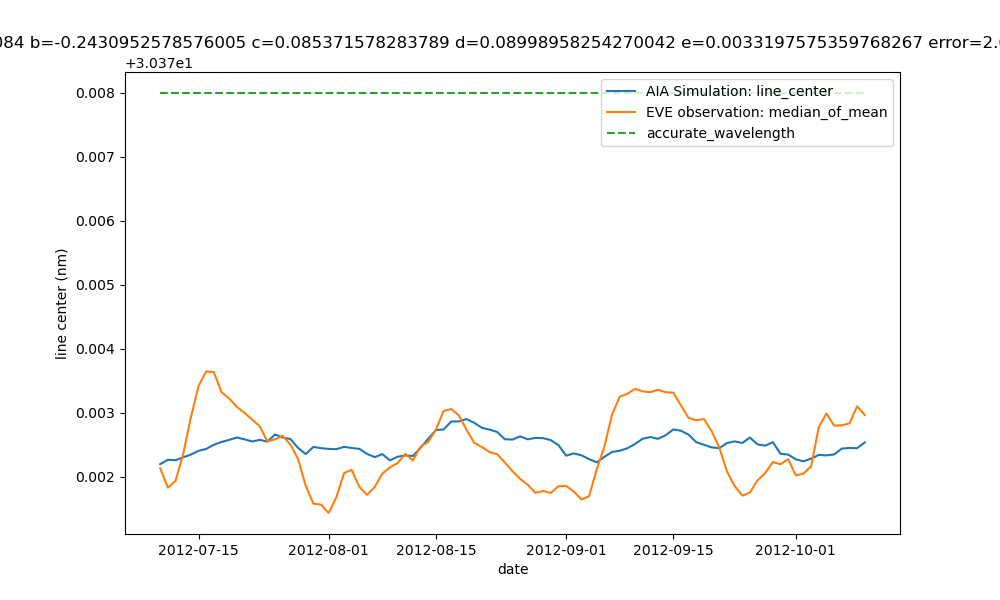 084 b=-0.2430952578576005 c=0.085371578283789 d=0.08998958254270042 e=0.0033197575359768267 error=2.
+3.037e1
0.008
0.007
0.006
0.005
0.004
0.003
0.002
line center (nm)
AIA Simulation: line_center
EVE observation: median_of_mean
accurate_wavelength
2012-07-15 2012-08-01 2012-08-15 2012-09-01 2012-09-15 2012-10-01
date